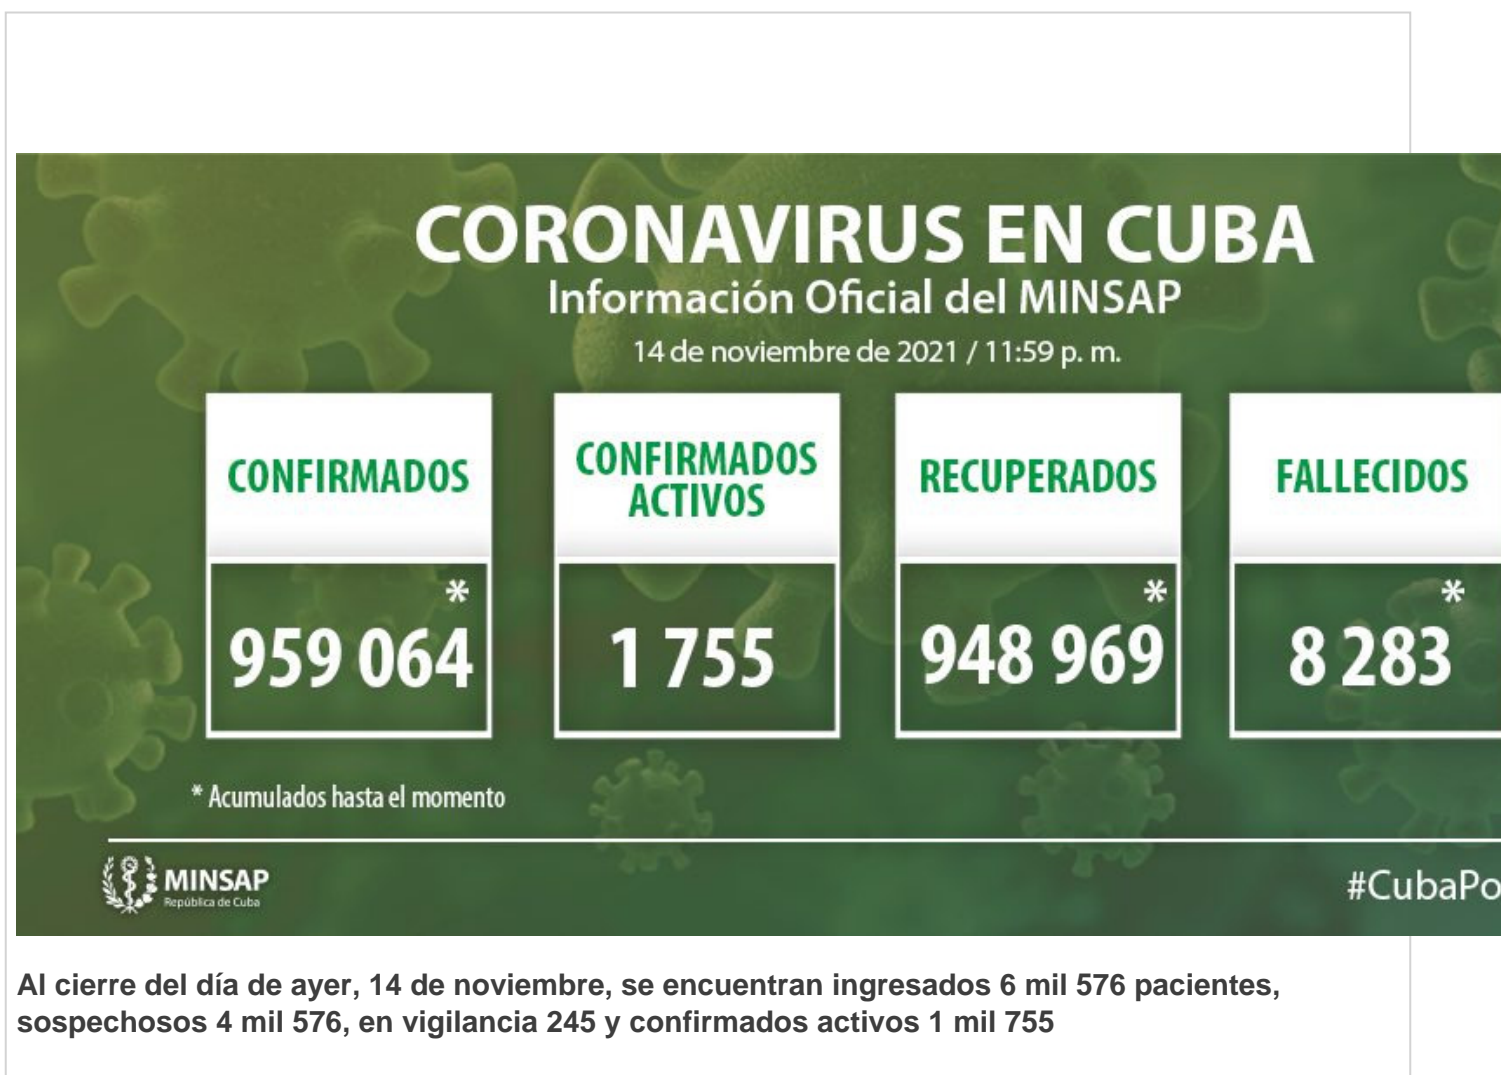 CORONAVIRUS EN CUBA
Información Oficial del MINSAP
14 de noviembre de 2021 / 11:59 p. m.
CONFIRMADOS
959 064*
CONFIRMADOS
ACTIVOS
1 755
RECUPERADOS
948 969*
FALLECIDOS
8 283*
* Acumulados hasta el momento
MINSAP
República de Cuba
#CubaPo
Al cierre del día de ayer, 14 de noviembre, se encuentran ingresados 6 mil 576 pacientes,
sospechosos 4 mil 576, en vigilancia 245 y confirmados activos 1 mil 755